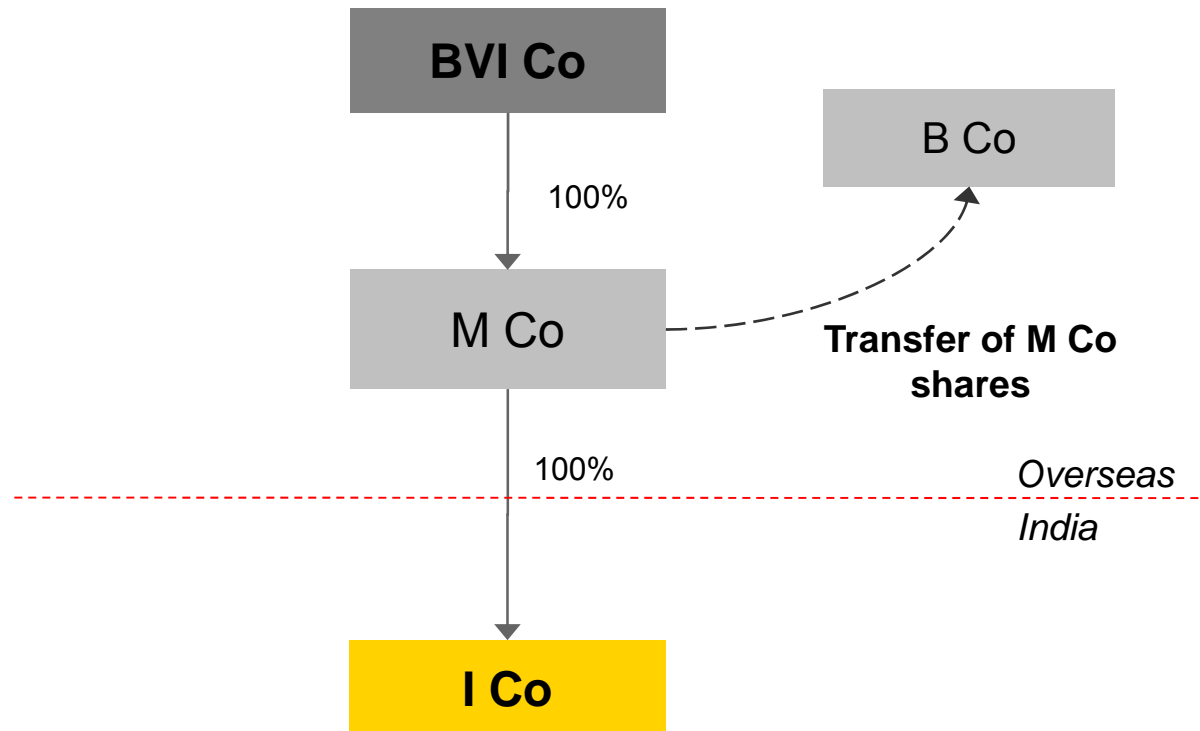 BVI Co
B Co
100%
M Co
Transfer of M Co
shares
100%
Overseas
India
I Co